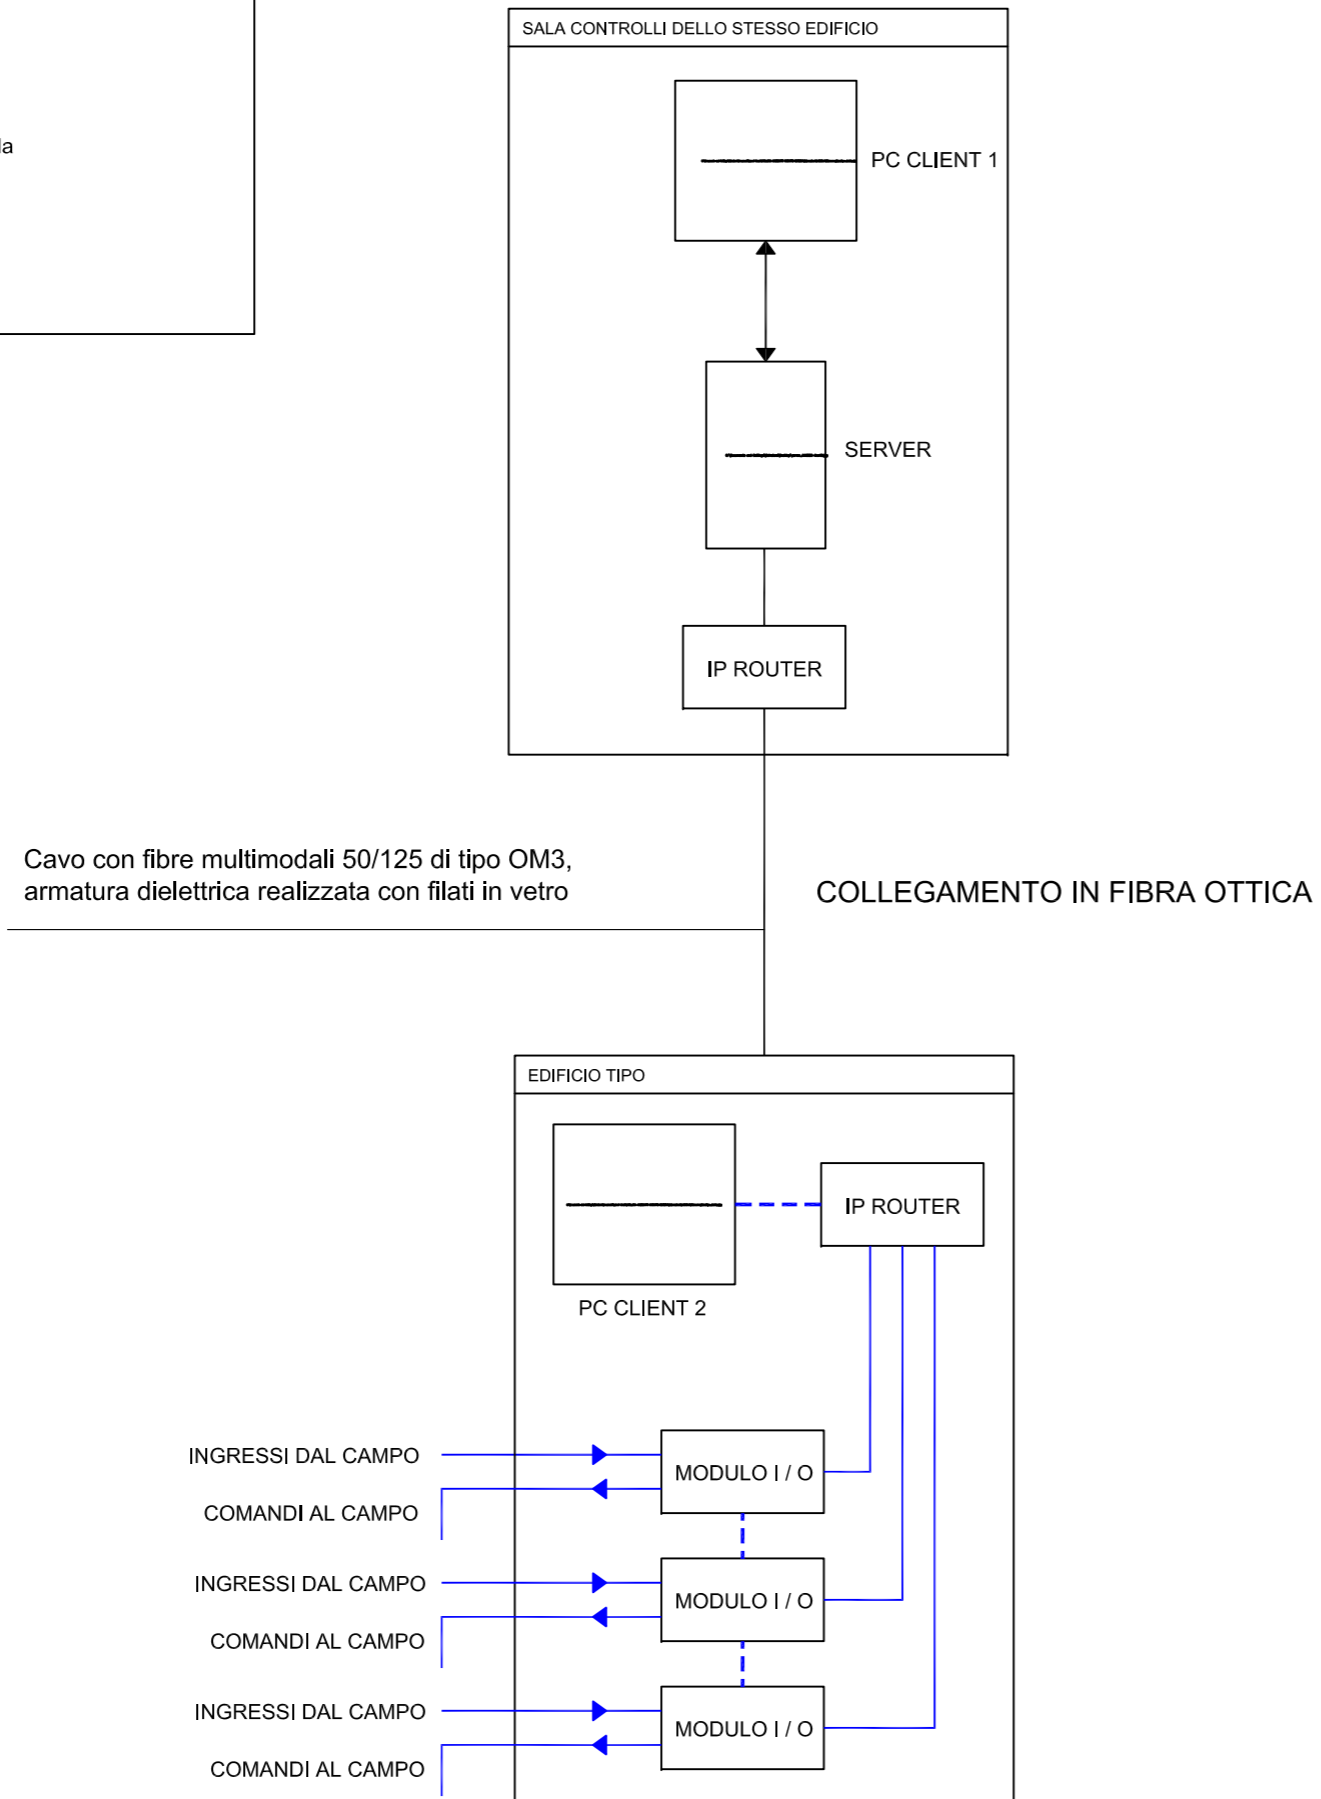 SALA CONTROLLI DELLO STESSO EDIFICIO
PC CLIENT 1
SERVER
IP ROUTER
Cavo con fibre multimodali 50/125 di tipo OM3,
armatura dielettrica realizzata con filati in vetro
COLLEGAMENTO IN FIBRA OTTICA
EDIFICIO TIPO
IP ROUTER
PC CLIENT 2
INGRESSI DAL CAMPO
MODULO I / O
COMANDI AL CAMPO
INGRESSI DAL CAMPO
MODULO I / O
COMANDI AL CAMPO
INGRESSI DAL CAMPO
MODULO I / O
COMANDI AL CAMPO